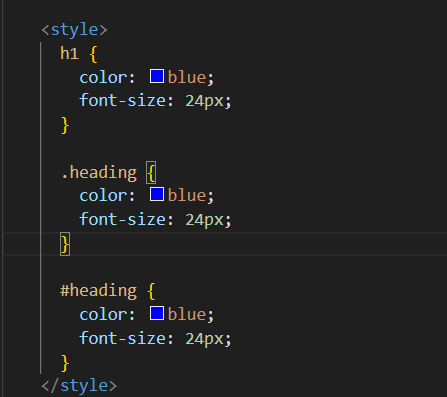 <style>
h1 {
color: blue;
font-size: 24px;
}
.heading {
color: blue;
font-size: 24px;
}
#heading {
color: blue;
font-size: 24px;
}
</style>